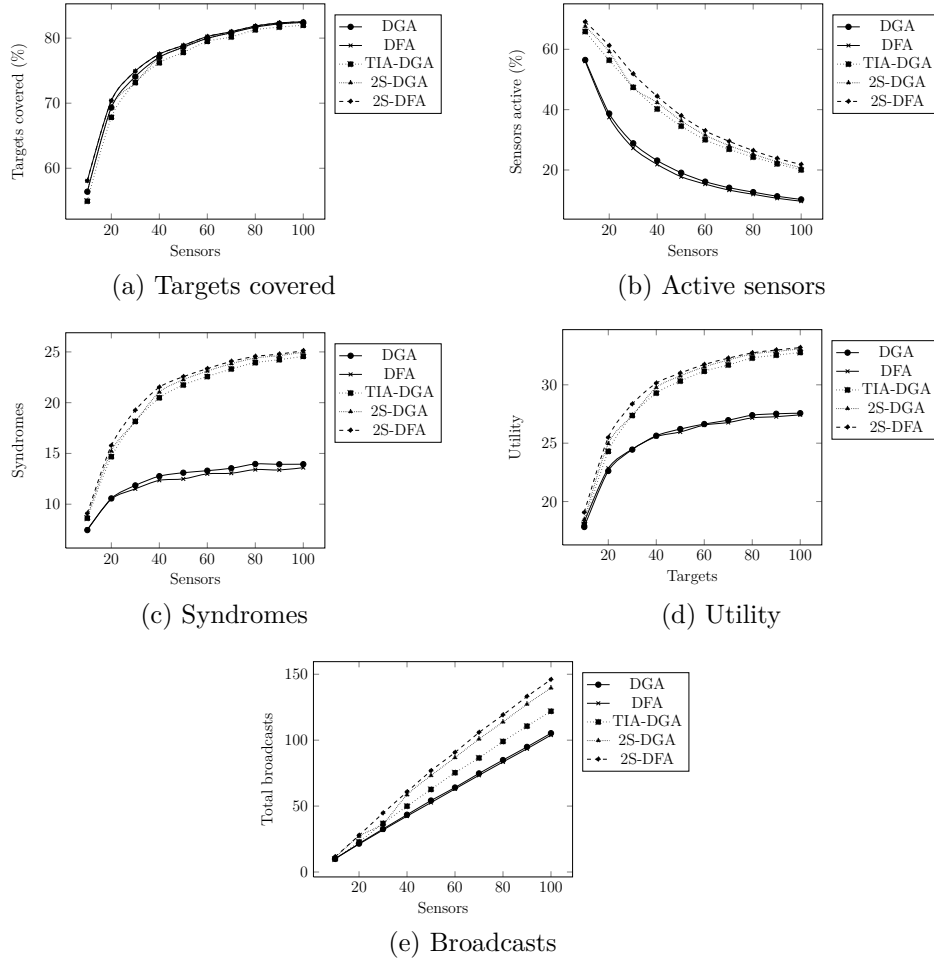 80
70
60
20 40 60 80 100
Sensors
Targets covered (%)
DGA
DFA
TIA-DGA
2S-DGA
2S-DFA
(a) Targets covered
60
40
20
20 40 60 80 100
Sensors
Sensors active (%)
DGA
DFA
TIA-DGA
2S-DGA
2S-DFA
(b) Active sensors
25
20
15
10
20 40 60 80 100
Sensors
Syndromes
DGA
DFA
TIA-DGA
2S-DGA
2S-DFA
(c) Syndromes
30
25
20
20 40 60 80 100
Targets
Utility
DGA
DFA
TIA-DGA
2S-DGA
2S-DFA
(d) Utility
150
100
50
0
20 40 60 80 100
Sensors
Total broadcasts
DGA
DFA
TIA-DGA
2S-DGA
2S-DFA
(e) Broadcasts